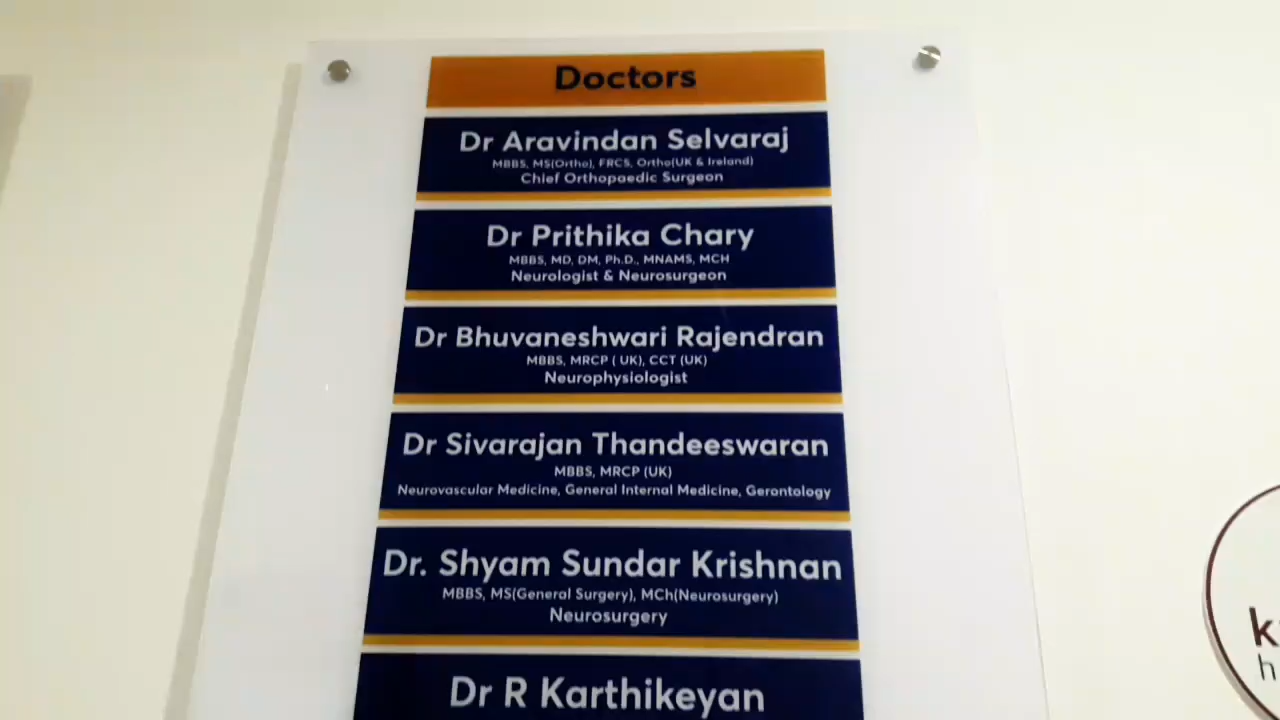 Doctors
Dr Aravindan Selvaraj
MBBS, MS(Ortho), FRCS, Ortho(UK & Ireland)
Chief Orthopaedic Surgeon
Dr Prithika Chary
MBBS, MD, DM, Ph.D., MNAMS, MCH
Neurologist & Neurosurgeon
Dr Bhuvaneshwari Rajendran
MBBS, MRCP ( UK), CCT (UK)
Neurophysiologist
Dr Sivarajan Thandeeswaran
MBBS, MRCP (UK)
Neurovascular Medicine, General Internal Medicine, Gerontology
Dr. Shyam Sundar Krishnan
MBBS, MS(General Surgery), MCh(Neurosurgery)
Neurosurgery
Dr R Karthikeyan